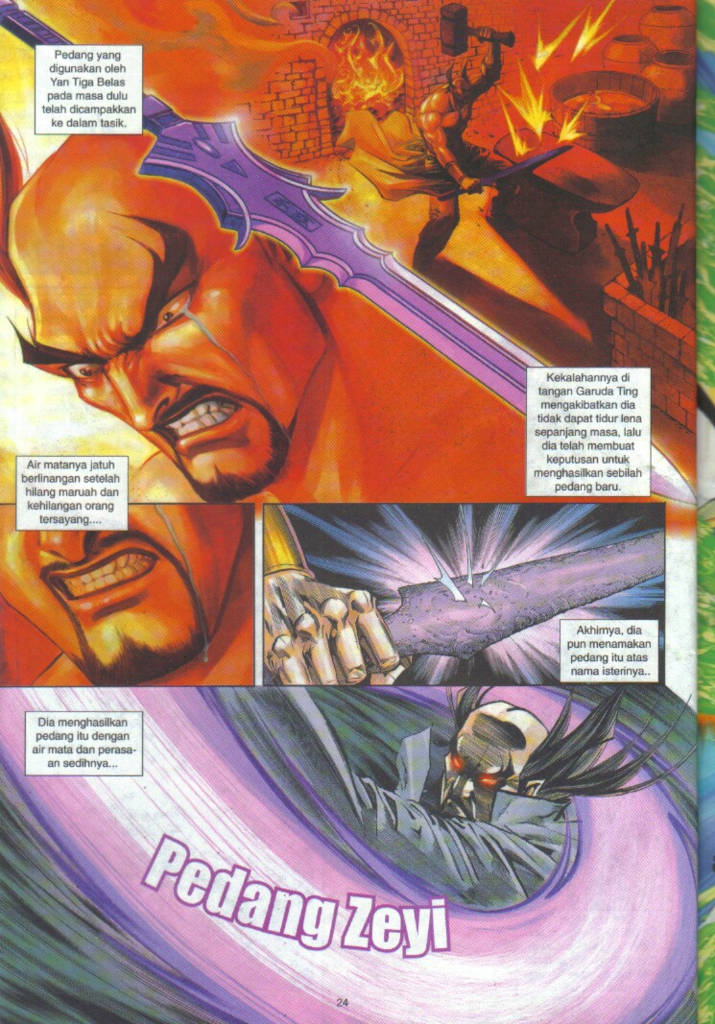 Pedang yang
digunakan oleh
Yan Tiga Belas
pada masa dulu
telah dicampakkan
ke dalam tasik.
Kekalahannya di
tangan Garuda Ting
mengakibatkan dia
tidak dapat tidur lena
sepanjang masa, lalu
dia telah membuat
keputusan untuk
menghasilkan sebilah
pedang baru.
Air matanya jatuh
berlinangan setelah
hilang maruah dan
kehilangan orang
tersayang....
Akhirnya, dia
pun menamakan
pedang itu atas
nama isterinya..
Dia menghasilkan
pedang itu dengan
air mata dan perasa-
an sedihnya...
Pedang Zeyi
24